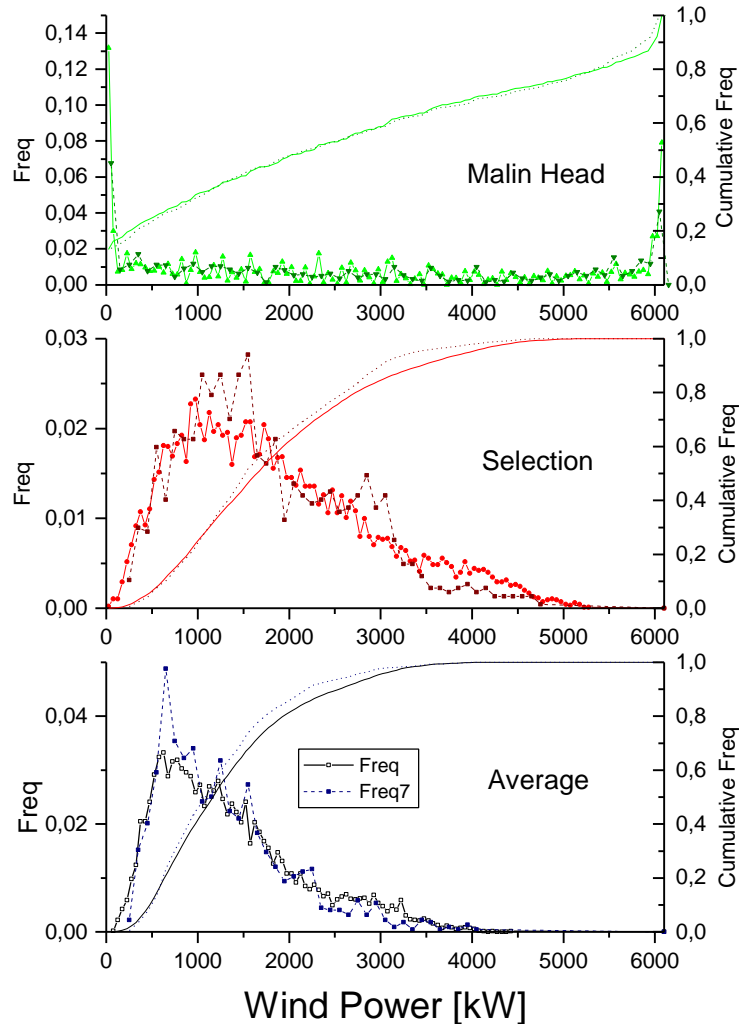 0,14
0,12
0,10
0,08
0,06
0,04
0,02
0,00
Freq
1,0
0,8
0,6
0,4
0,2
0,0
Cumulative Freq
Malin Head
0 1000 2000 3000 4000 5000 6000
0,03
0,02
0,01
0,00
Freq
1,0
0,8
0,6
0,4
0,2
0,0
Cumulative Freq
Selection
0 1000 2000 3000 4000 5000 6000
0,04
0,02
0,00
Freq
1,0
0,8
0,6
0,4
0,2
0,0
Cumulative Freq
Freq
Freq7
Average
0 1000 2000 3000 4000 5000 6000
Wind Power [kW]